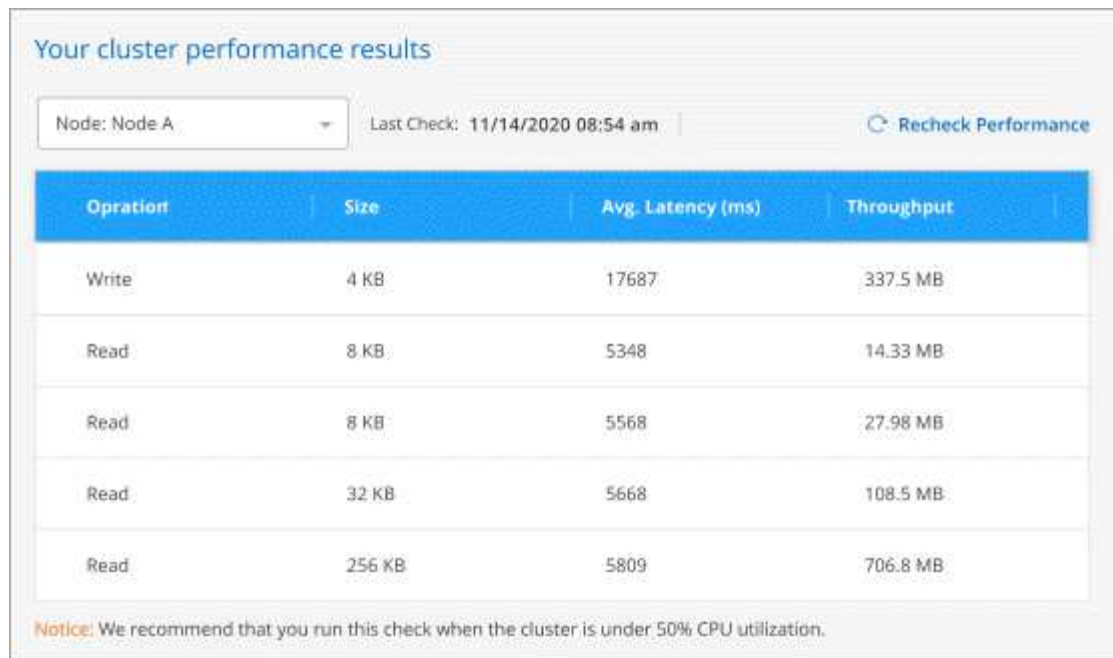 Your cluster performance results
Node: Node A Last Check: 11/14/2020 08:54 am Recheck Performance
Opration Size Avg. Latency (ms) Throughput
Write 4 KB 17687 337.5 MB
Read 8 KB 5348 14.33 MB
Read 8 KB 5568 27.98 MB
Read 32 KB 5668 108.5 MB
Read 256 KB 5809 706.8 MB
Notice: We recommend that you run this check when the cluster is under 50% CPU utilization.